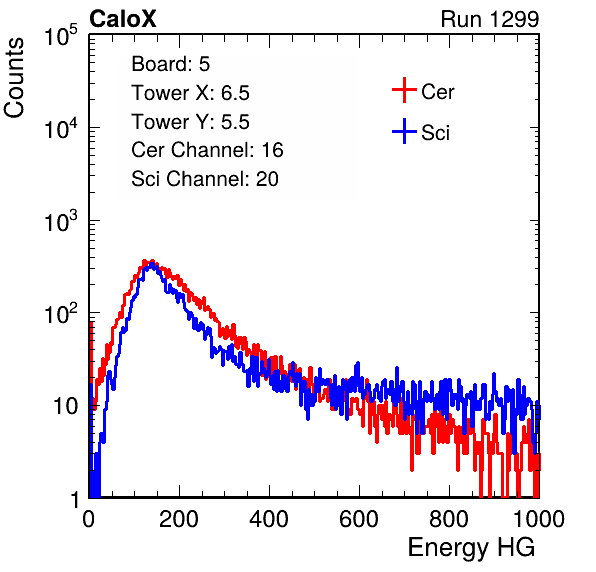 CaloX Run 1299
Counts
10^5
10^4
10^3
10^2
10
1
Board: 5
Tower X: 6.5
Tower Y: 5.5
Cer Channel: 16
Sci Channel: 20
Cer
Sci
0 200 400 600 800 1000
Energy HG